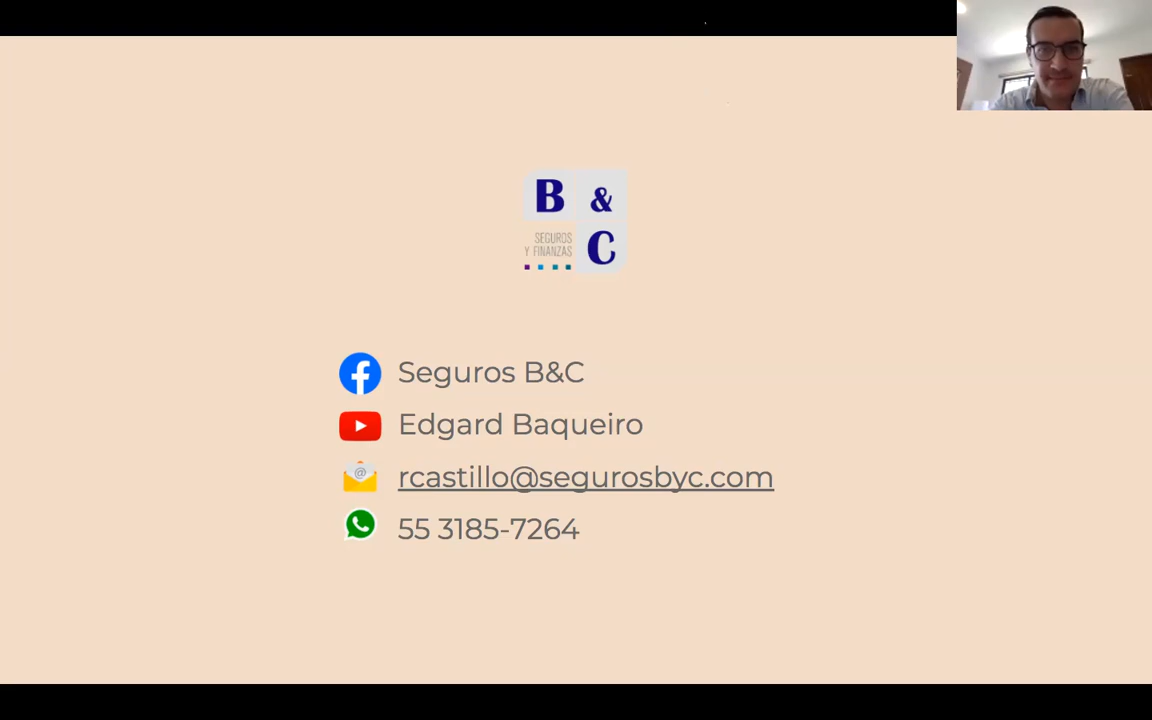 B &
SEGUROS
Y FINANZAS
C
Seguros B&C
Edgard Baqueiro
rcastillo@segurosbyc.com
55 3185-7264